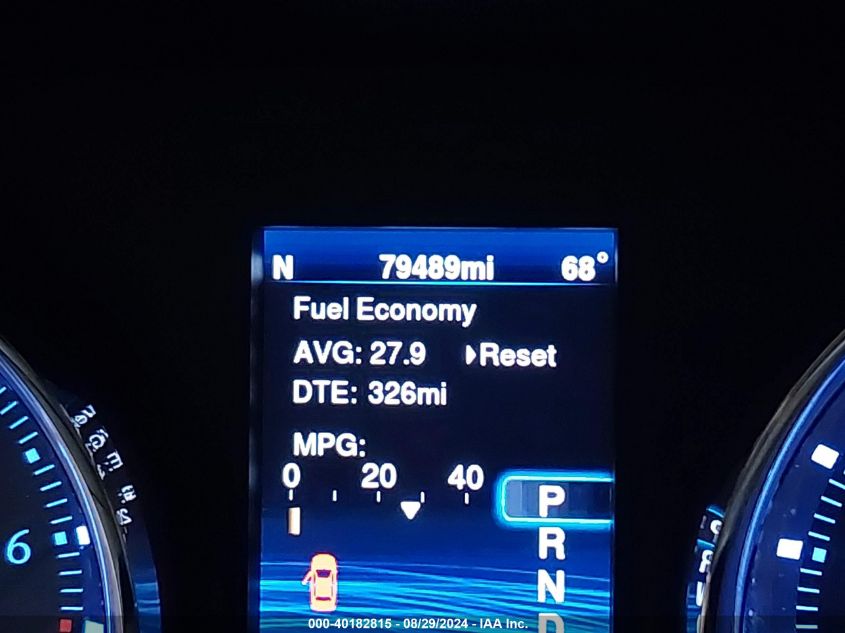 N 79489mi 68°
Fuel Economy
AVG: 27.9 Reset
DTE: 326mi
MPG:
0 20 40
P
R
N
D
6
000-40182815 - 08/29/2024 - IAA Inc.